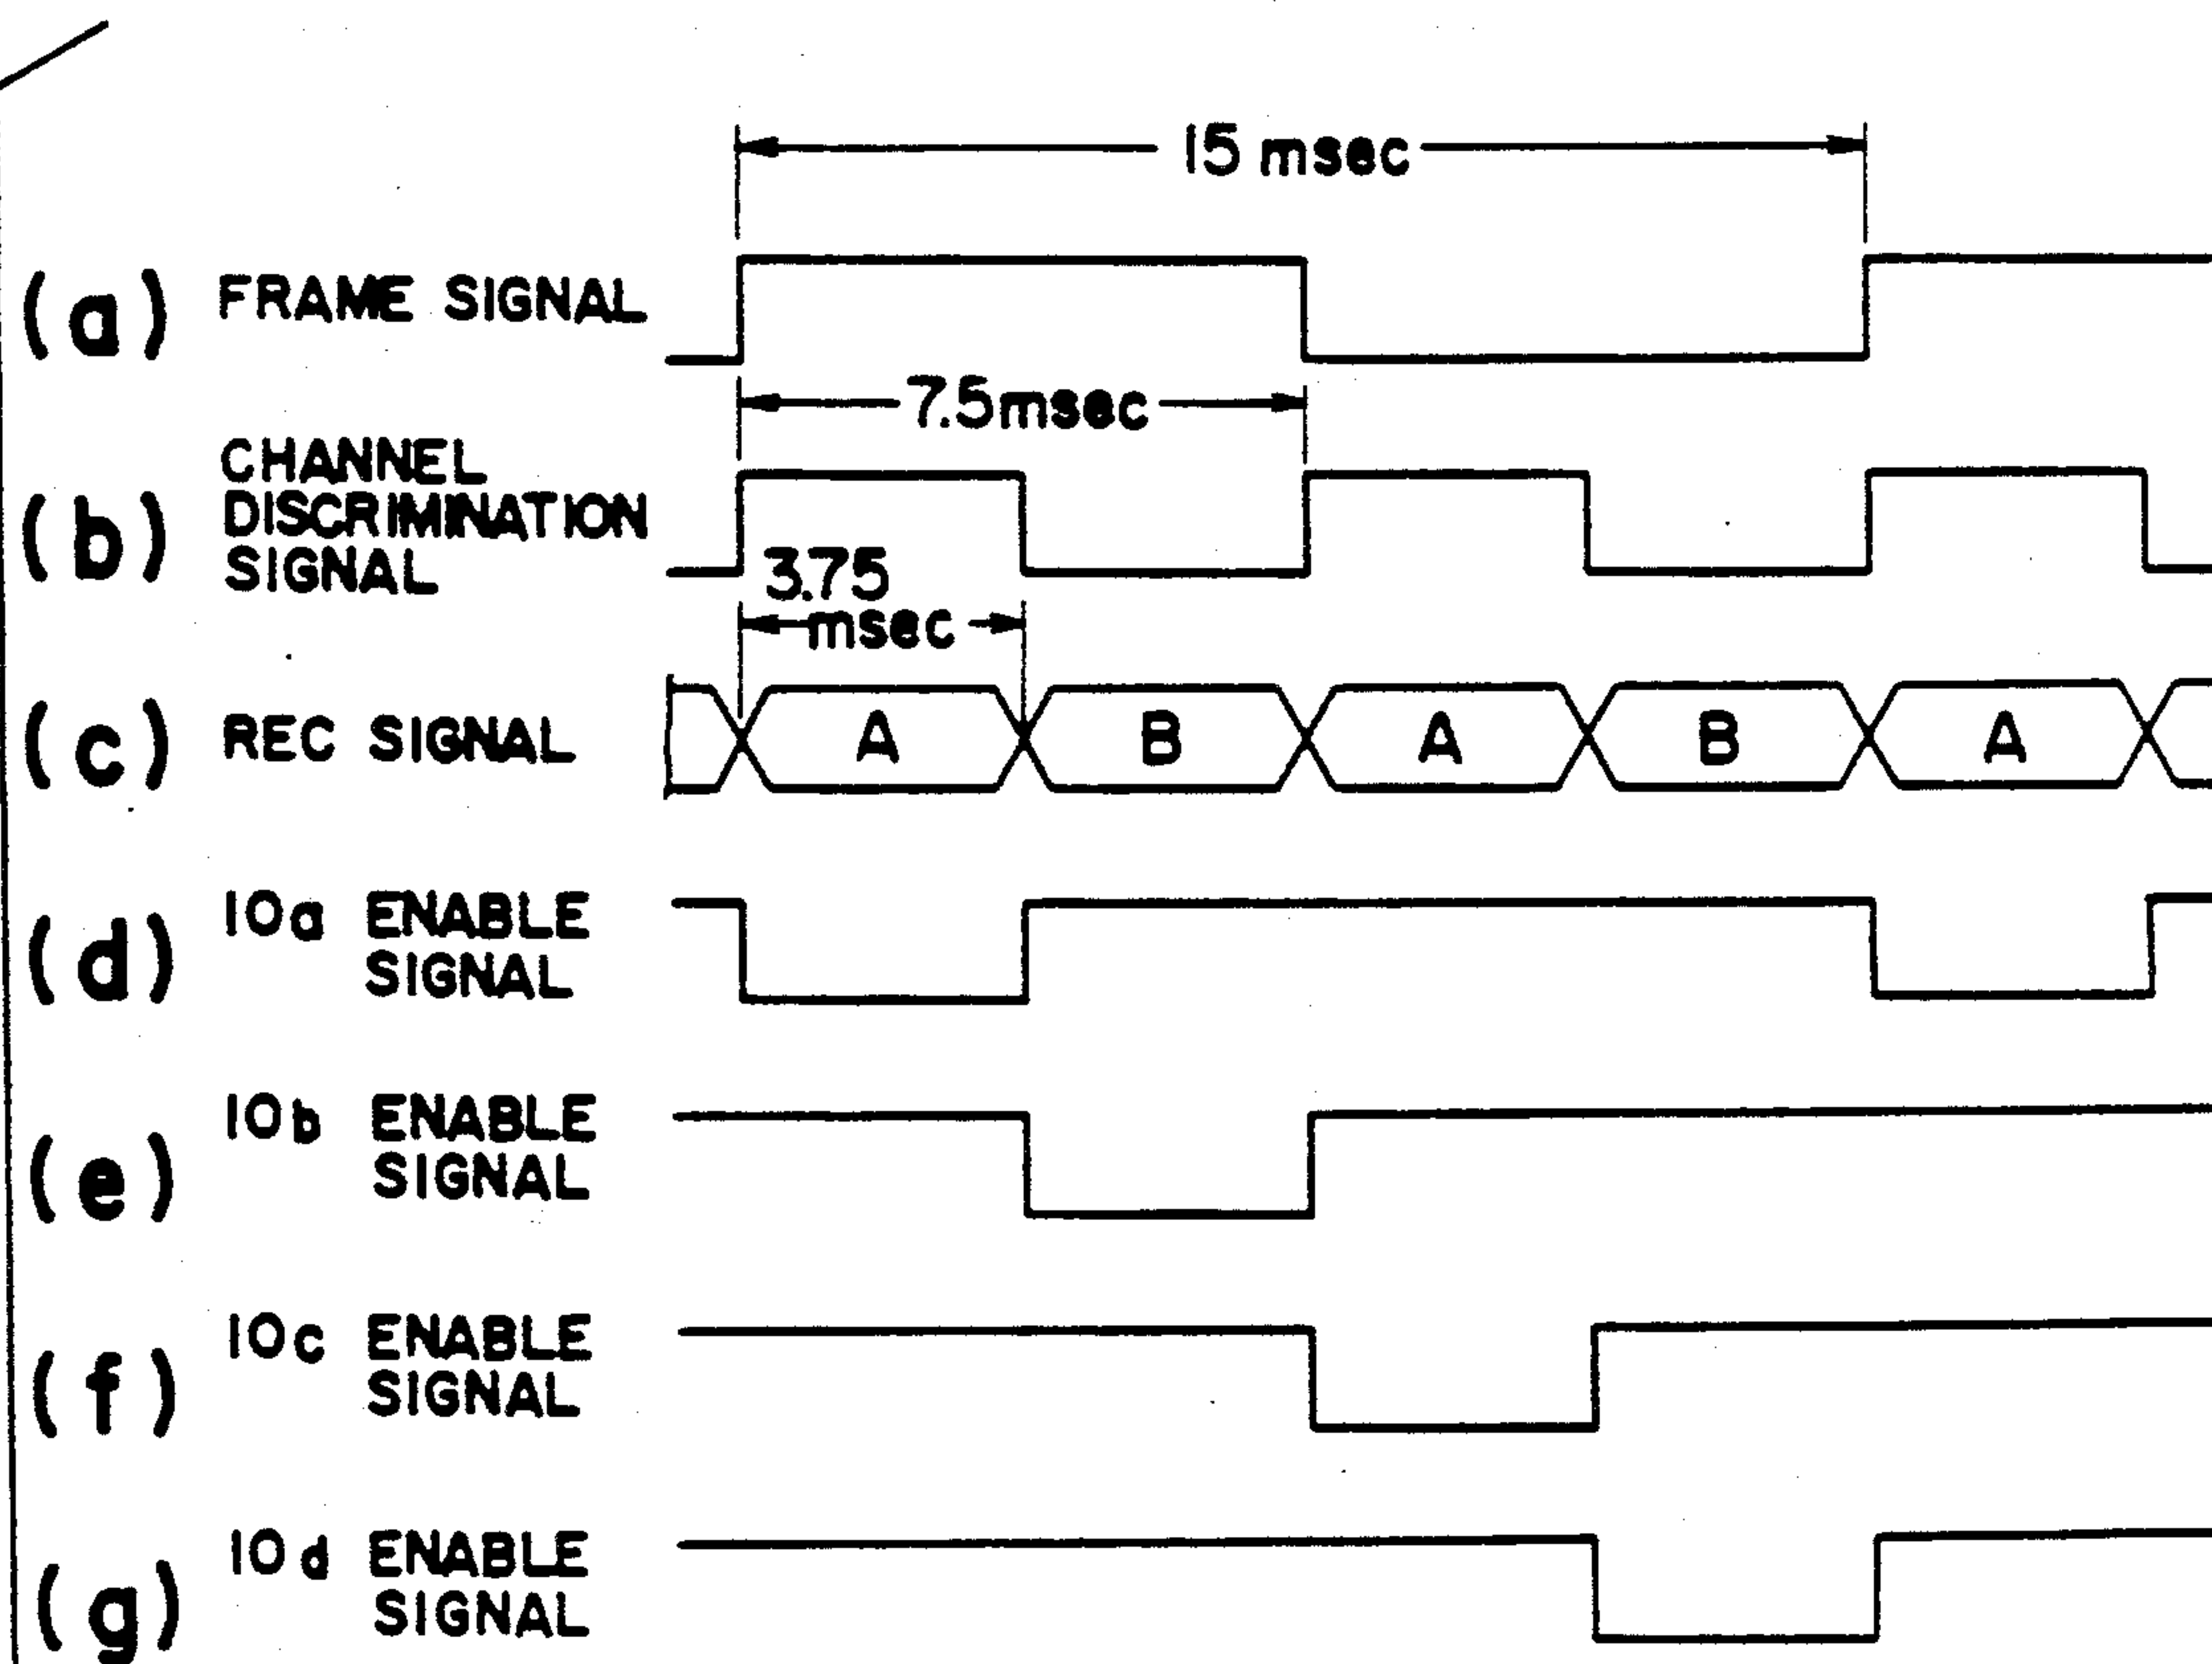 15 msec
(a) FRAME SIGNAL
7.5msec
CHANNEL
(b) DISCRIMINATION
SIGNAL
3.75
msec
(c) REC SIGNAL
A B A B A
10a ENABLE
(d) SIGNAL
10b ENABLE
(e) SIGNAL
10c ENABLE
(f) SIGNAL
10d ENABLE
(g) SIGNAL